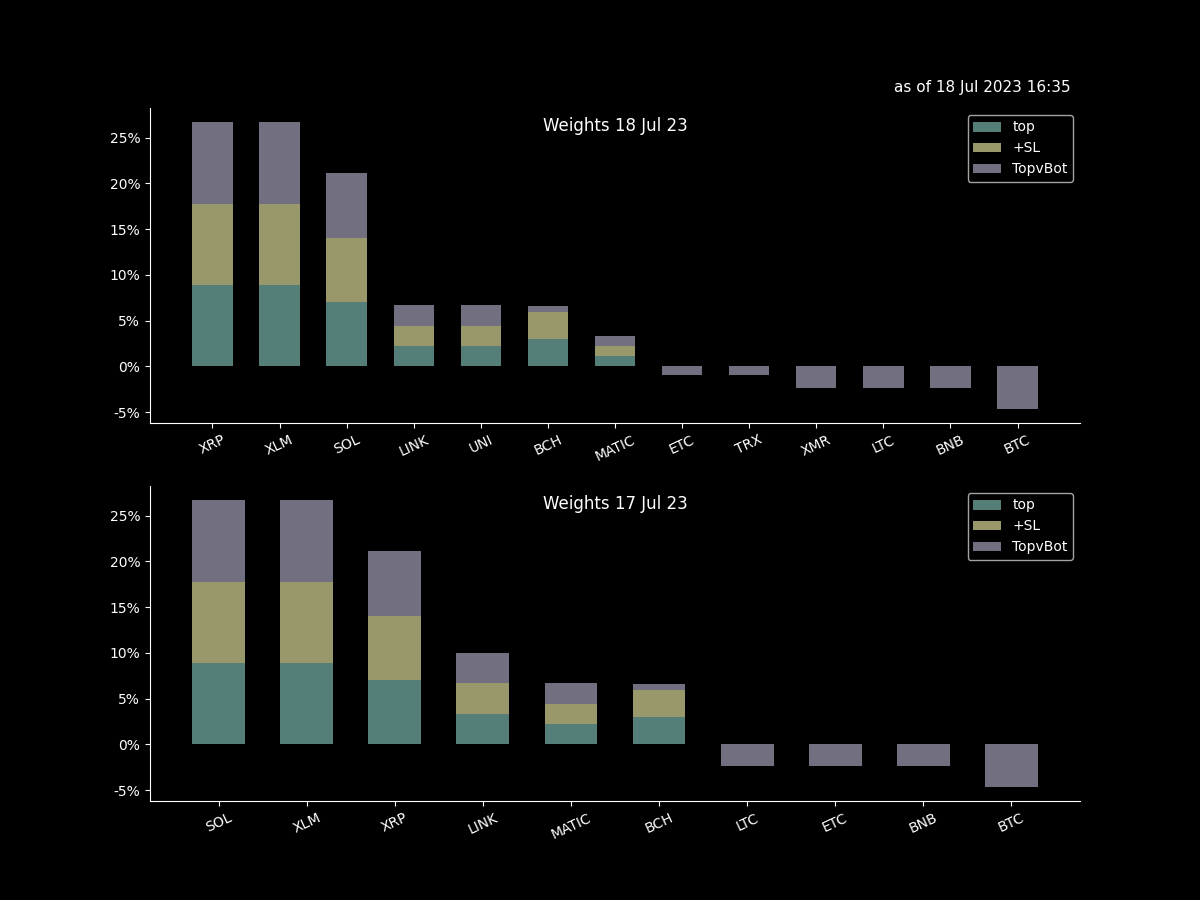 as of 18 Jul 2023 16:35
Weights 18 Jul 23
top
+SL
TopvBot
25%
20%
15%
10%
5%
0%
-5%
XRP XLM SOL LINK UNI BCH MATIC ETC TRX XMR LTC BNB BTC
Weights 17 Jul 23
top
+SL
TopvBot
25%
20%
15%
10%
5%
0%
-5%
SOL XLM XRP LINK MATIC BCH LTC ETC BNB BTC